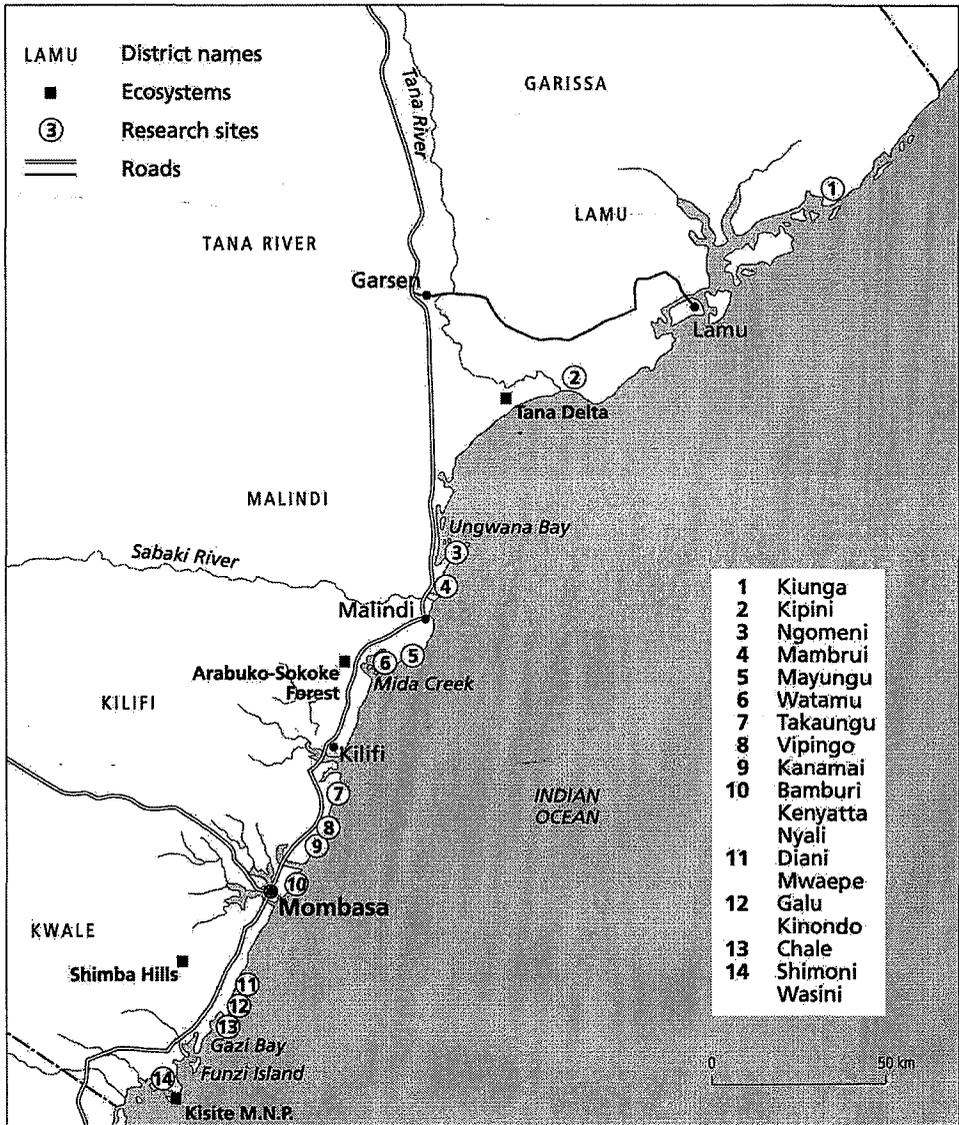 LAMU District names
Ecosystems
3 Research sites
Roads
Tana River
GARISSA
1
LAMU
TANA RIVER
Garsen
Lamu
2
Tana Delta
MALINDI
Ungwana Bay
3
Sabaki River
4
Malindi
5
6
Arabuko-Sokoke
Forest
Mida Creek
KILIFI
Kilifi
7
INDIAN
OCEAN
8
9
10
Mombasa
KWALE
Shimba Hills
11
12
13
Gazi Bay
Funzi Island
14
Kisite M.N.P.
1 Kiunga
2 Kipini
3 Ngomeni
4 Mambrui
5 Mayungu
6 Watamu
7 Takaungu
8 Vipingo
9 Kanamai
10 Bamburi
Kenyatta
Nyali
11 Diani
Mwaepe
12 Galu
Kinondo
13 Chale
14 Shimoni
Wasini
0 50 km